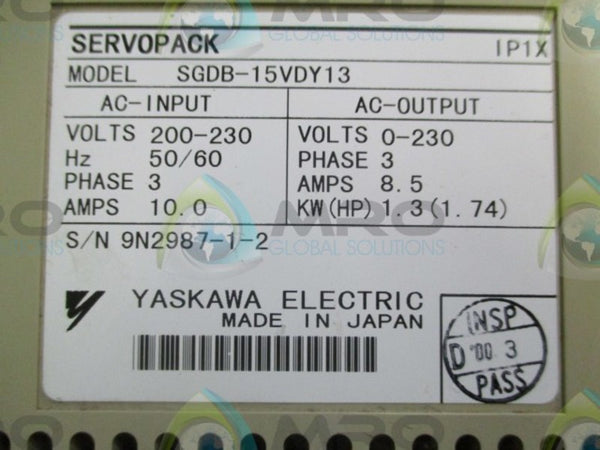 SERVOPACK IP1X
MODEL SGDB-15VDY13
AC-INPUT AC-OUTPUT
VOLTS 200-230 VOLTS 0-230
Hz 50/60 PHASE 3
PHASE 3 AMPS 8.5
AMPS 10.0 KW(HP) 1.3(1.74)
S/N 9N2987-1-2
YASKAWA ELECTRIC
MADE IN JAPAN
INSP
D '00 3
PASS
MRO
GLOBAL SOLUTIONS